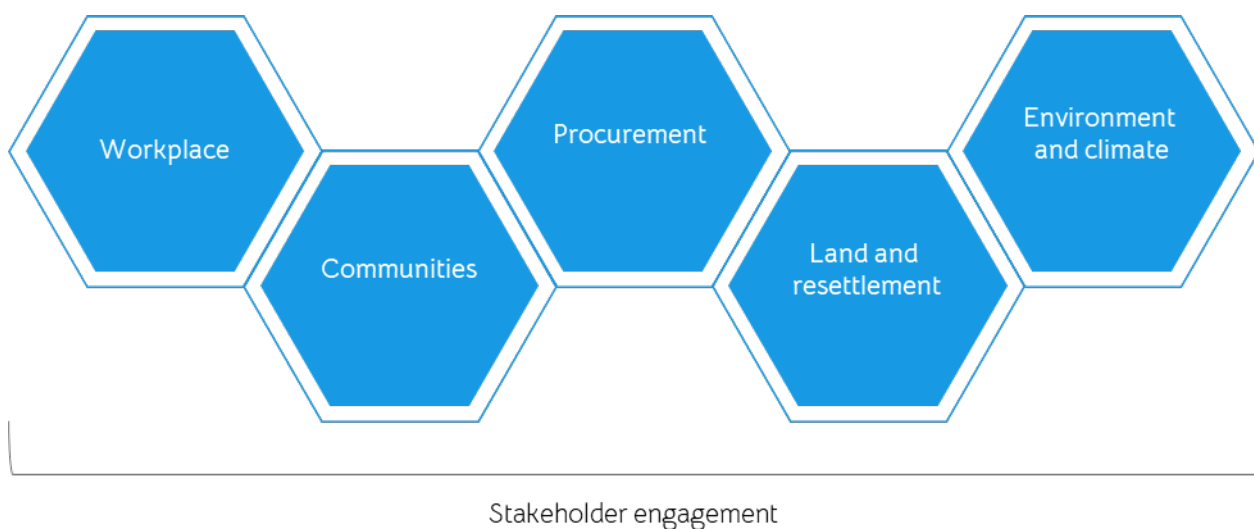 Workplace
Communities
Procurement
Land and
resettlement
Environment
and climate
Stakeholder engagement